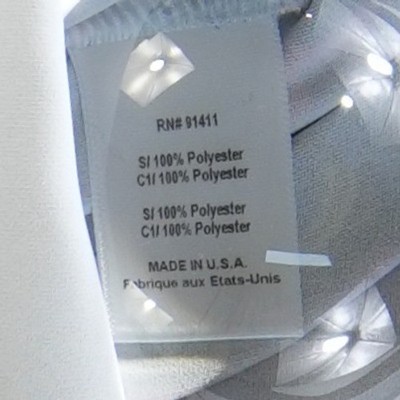 RN# 91411
S/ 100% Polyester
C1/ 100% Polyester
S/ 100% Polyester
C1/ 100% Polyester
MADE IN U.S.A.
Fabrique aux Etats-Unis